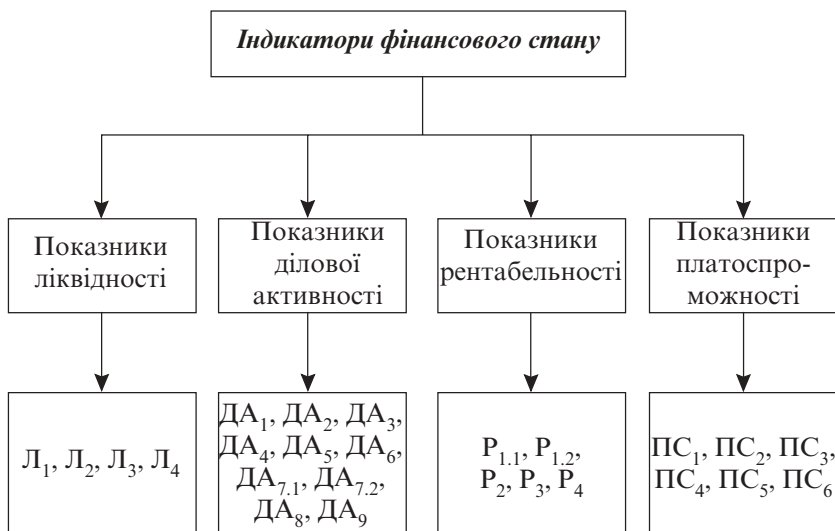 Індикатори фінансового стану
Показники
ліквідності
Показники
ділової
активності
Показники
рентабельності
Показники
платоспро-
можності
Л₁, Л₂, Л₃, Л₄
ДА₁, ДА₂, ДА₃,
ДА₄, ДА₅, ДА₆,
ДА₇.₁, ДА₇.₂,
ДА₈, ДА₉
Р₁.₁, Р₁.₂,
Р₂, Р₃, Р₄
ПС₁, ПС₂, ПС₃,
ПС₄, ПС₅, ПС₆